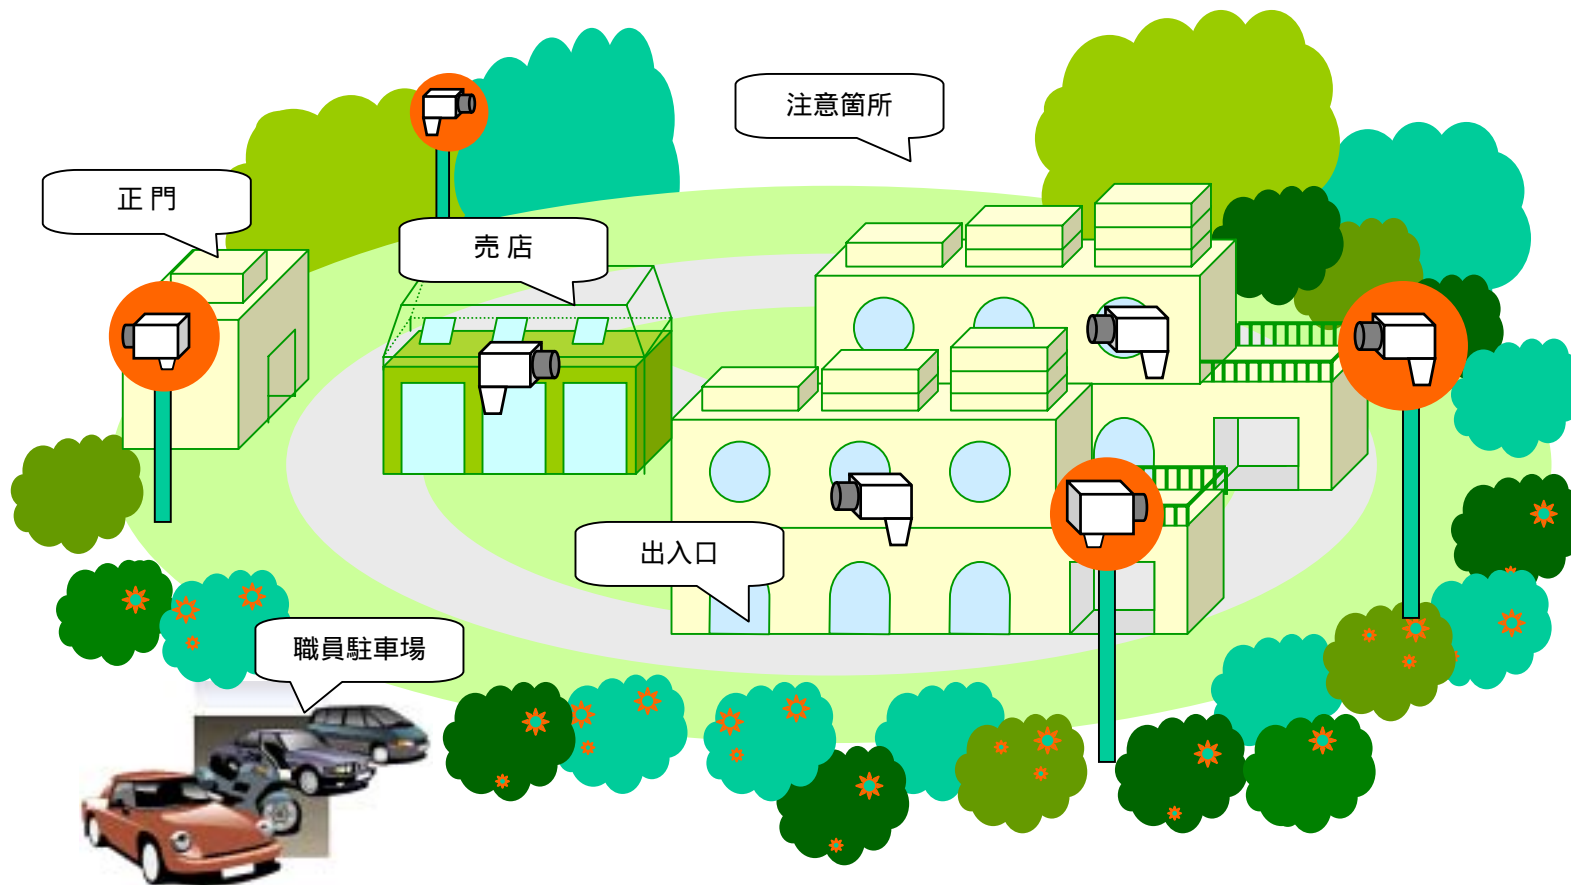 注意箇所
正 門
売 店
出入口
職員駐車場